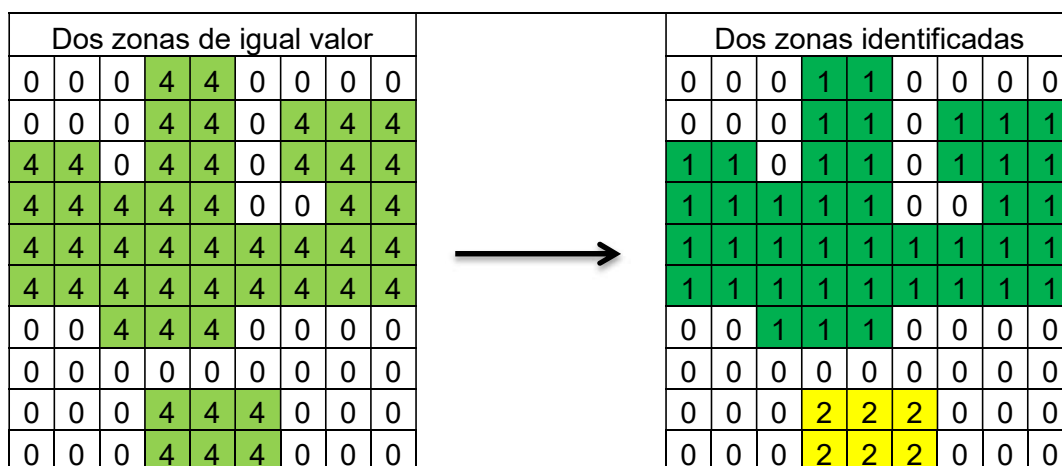 Dos zonas de igual valor Dos zonas identificadas
0 0 0 4 4 0 0 0 0 0 0 0 1 1 0 0 0 0
0 0 0 4 4 0 4 4 4 0 0 0 1 1 0 1 1 1
4 4 0 4 4 0 4 4 4 1 1 0 1 1 0 1 1 1
4 4 4 4 4 0 0 4 4 1 1 1 1 1 0 0 1 1
4 4 4 4 4 4 4 4 4 1 1 1 1 1 1 1 1 1
4 4 4 4 4 4 4 4 4 1 1 1 1 1 1 1 1 1
0 0 4 4 4 0 0 0 0 0 0 1 1 1 0 0 0 0
0 0 0 0 0 0 0 0 0 0 0 0 0 0 0 0 0 0
0 0 0 4 4 4 0 0 0 0 0 0 2 2 2 0 0 0
0 0 0 4 4 4 0 0 0 0 0 0 2 2 2 0 0 0